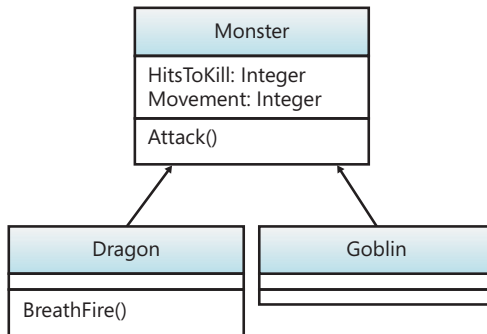 Monster
HitsToKill: Integer
Movement: Integer
Attack()
Dragon
BreathFire()
Goblin